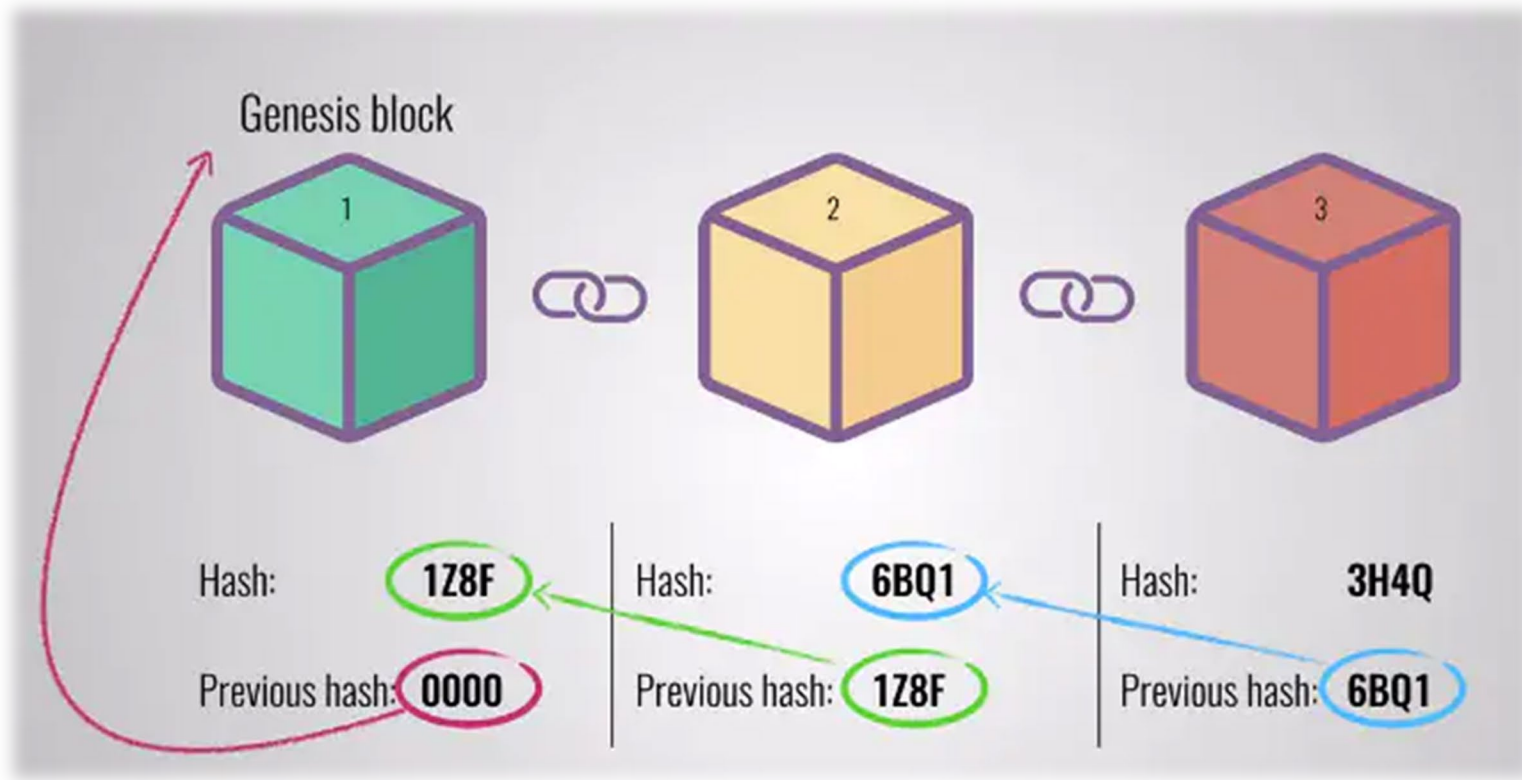 Genesis block
1
2
3
Hash: 1Z8F
Previous hash: 0000
Hash: 6BQ1
Previous hash: 1Z8F
Hash: 3H4Q
Previous hash: 6BQ1